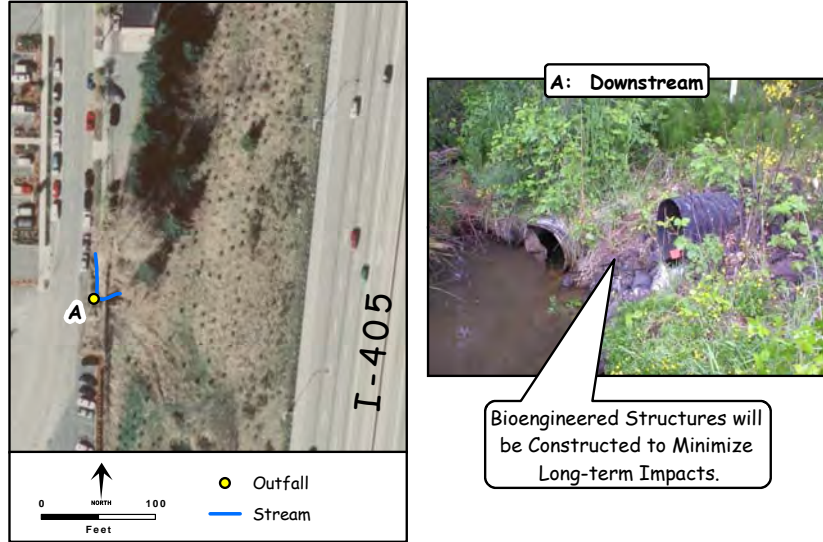 A
I-405
0 100
Feet
NORTH
Outfall
Stream
A: Downstream
Bioengineered Structures will
be Constructed to Minimize
Long-term Impacts.